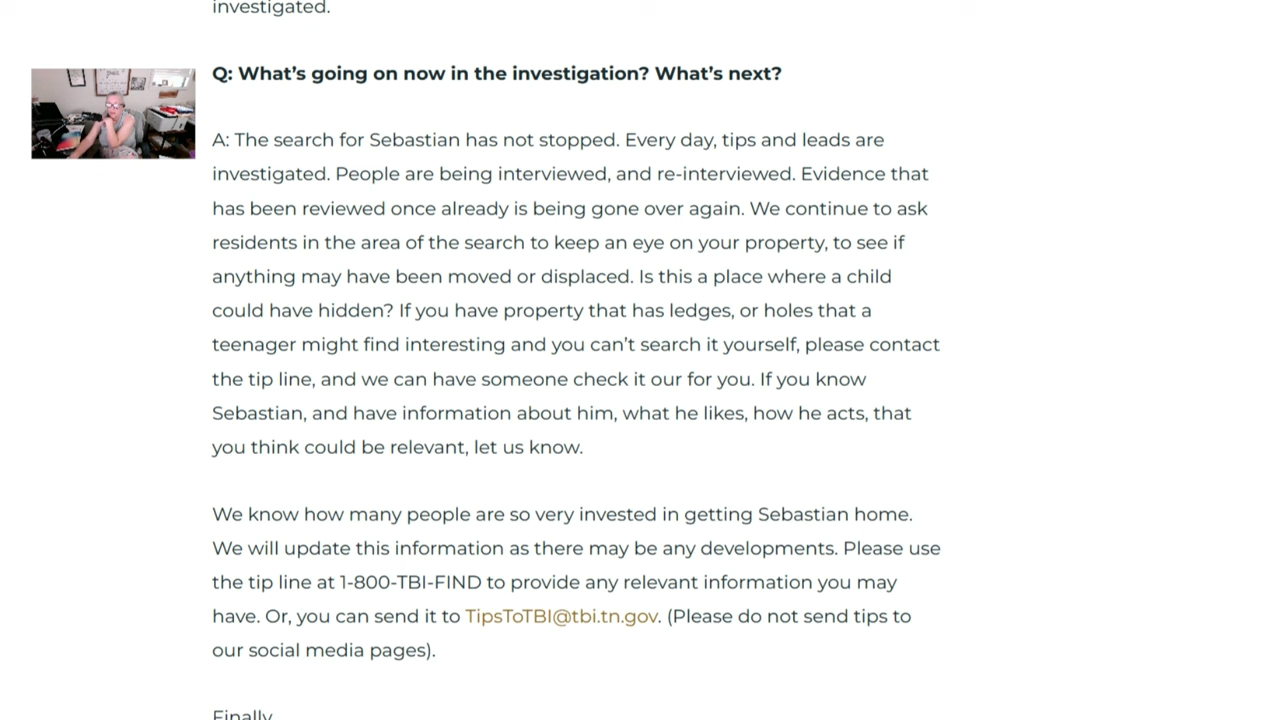 investigated.
Q: What's going on now in the investigation? What's next?
A: The search for Sebastian has not stopped. Every day, tips and leads are
investigated. People are being interviewed, and re-interviewed. Evidence that
has been reviewed once already is being gone over again. We continue to ask
residents in the area of the search to keep an eye on your property, to see if
anything may have been moved or displaced. Is this a place where a child
could have hidden? If you have property that has ledges, or holes that a
teenager might find interesting and you can't search it yourself, please contact
the tip line, and we can have someone check it our for you. If you know
Sebastian, and have information about him, what he likes, how he acts, that
you think could be relevant, let us know.
We know how many people are so very invested in getting Sebastian home.
We will update this information as there may be any developments. Please use
the tip line at 1-800-TBI-FIND to provide any relevant information you may
have. Or, you can send it to TipsToTBI@tbi.tn.gov. (Please do not send tips to
our social media pages).
Finally